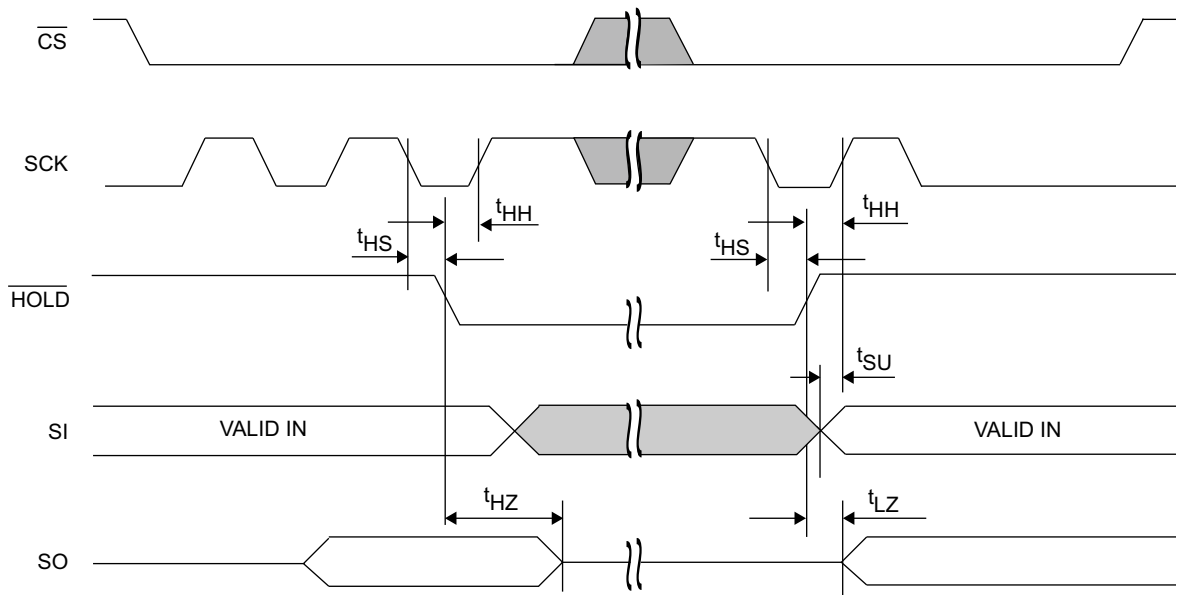 CS
SCK
tHH
tHH
tHS
tHS
HOLD
tSU
SI
VALID IN
VALID IN
tHZ
tLZ
SO